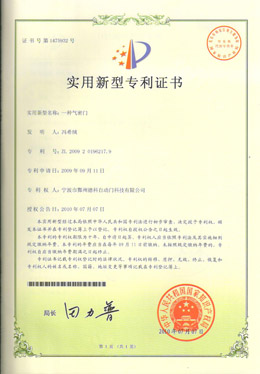 证书号第1475032号
实用新型专利证书
实用新型名称：一种气密门
发明人：冯希域
专利号：ZL 2009 2 0196217.9
专利申请日：2009年09月11日
专利权人：宁波市甬坤德科自动门科技有限公司
授权公告日：2010年07月07日
本实用新型经过本局依照中华人民共和国专利法进行初步审查，决定授予专利权，颁
发本证书并在专利登记簿上予以登记。专利权自授权公告之日起生效。
本专利的专利权期限为十年，自申请日起算。专利权人应当依照专利法及其实施细则
规定缴纳年费。本专利的年费应当在每年09月11日前缴纳。未按照规定缴纳年费的，专
利权自应当缴纳年费期满之日起终止。
专利证书记载专利权登记时的法律状况。专利权的转移、质押、无效、终止、恢复和
专利权人的姓名或名称、国籍、地址变更等事项记载在专利登记簿上。
局长
田力普
中华人民共和国国家知识产权局
2010年07月07日
第1页（共1页）